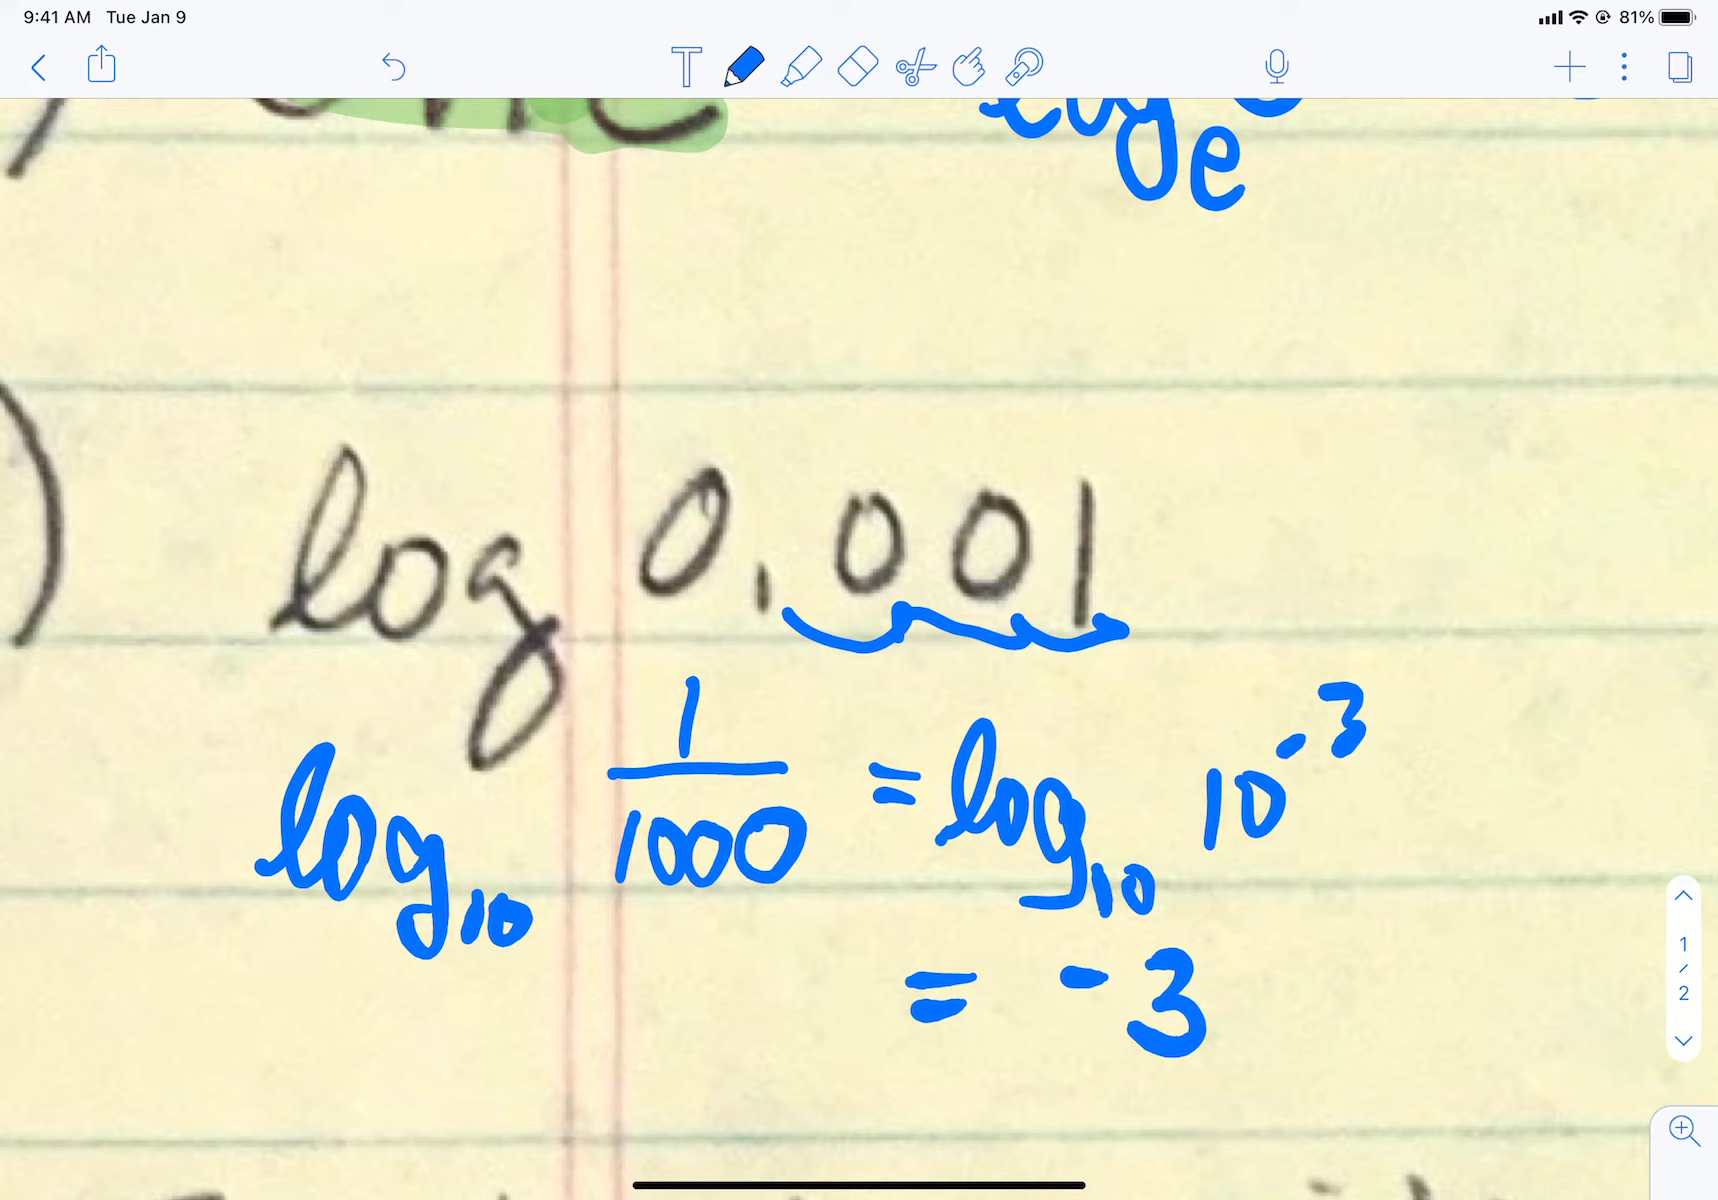 9:41 AM Tue Jan 9
81%
T
log e
log 0.001
log₁₀ 1/1000 = log₁₀ 10⁻³
= -3
1
/
2